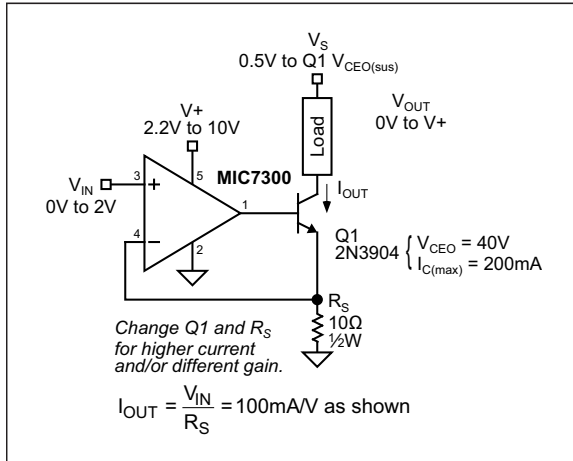 V_S
0.5V to Q1 V_CEO(sus)
V+
2.2V to 10V
V_OUT
0V to V+
Load
MIC7300
I_OUT
V_IN
0V to 2V
3
+
5
1
4
−
2
Q1
2N3904
{ V_CEO = 40V
I_C(max) = 200mA
R_S
10Ω
½W
Change Q1 and R_S
for higher current
and/or different gain.
I_OUT = V_IN / R_S = 100mA/V as shown